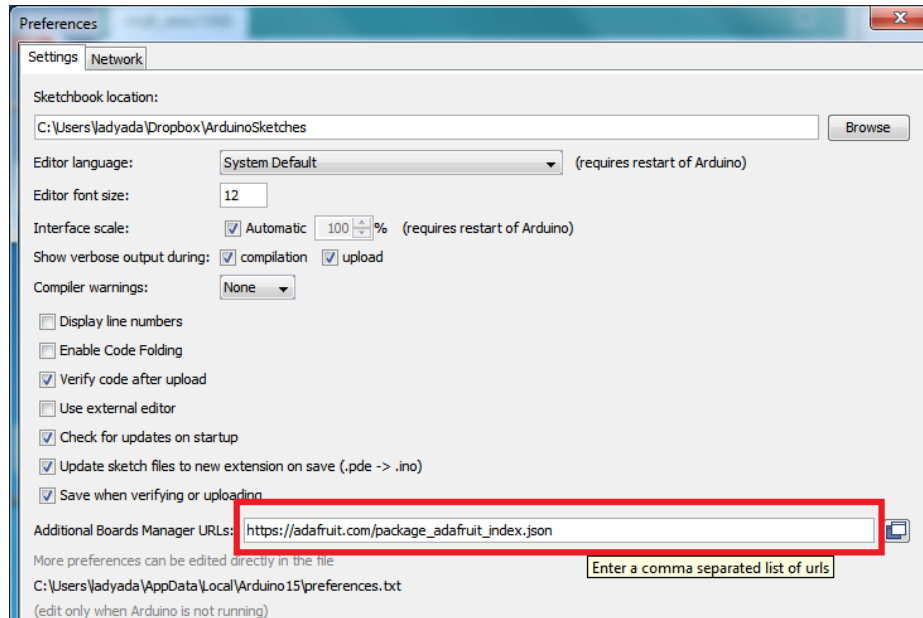 Preferences
Settings Network
Sketchbook location:
C:\Users\ladyada\Dropbox\ArduinoSketches Browse
Editor language: System Default (requires restart of Arduino)
Editor font size: 12
Interface scale: Automatic 100 % (requires restart of Arduino)
Show verbose output during: compilation upload
Compiler warnings: None
Display line numbers
Enable Code Folding
Verify code after upload
Use external editor
Check for updates on startup
Update sketch files to new extension on save (.pde -> .ino)
Save when verifying or uploading
Additional Boards Manager URLs: https://adafruit.com/package_adafruit_index.json
More preferences can be edited directly in the file
Enter a comma separated list of urls
C:\Users\ladyada\AppData\Local\Arduino15\preferences.txt
(edit only when Arduino is not running)